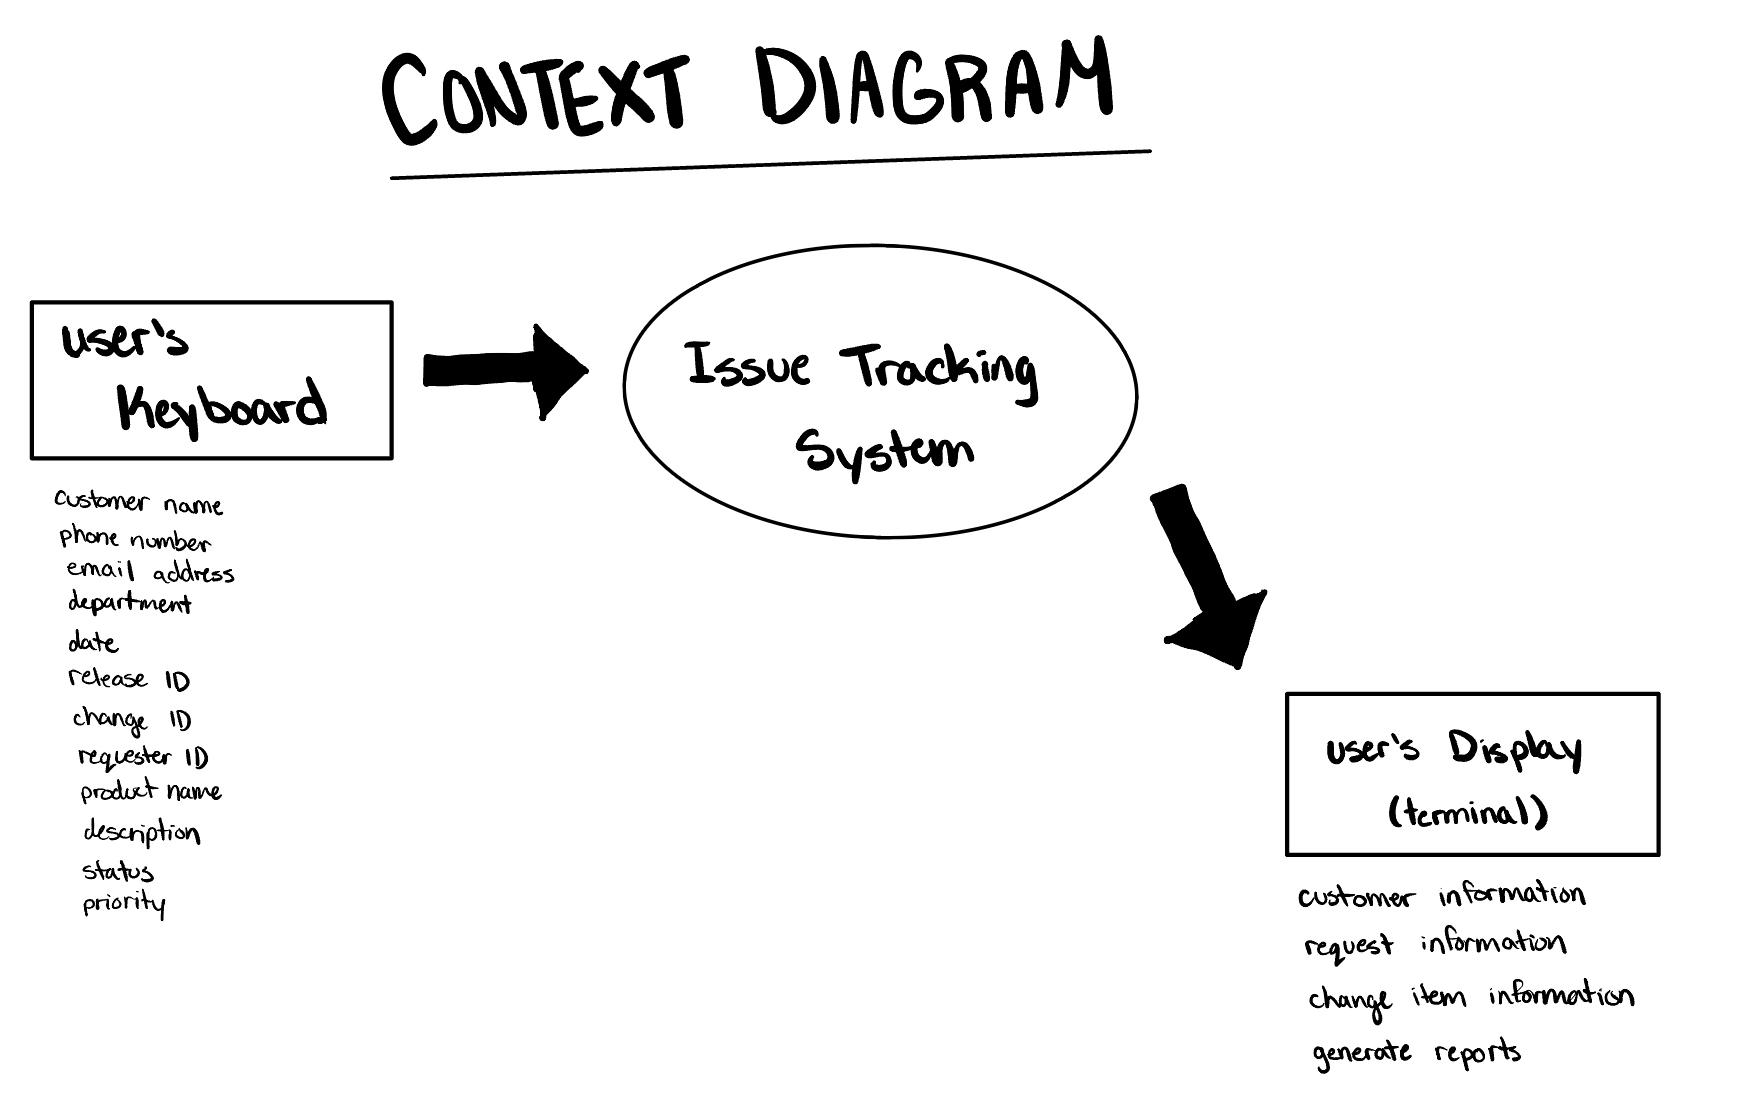 CONTEXT DIAGRAM
user's
Keyboard
customer name
phone number
email address
department
date
release ID
change ID
requester ID
product name
description
status
priority
Issue Tracking
System
user's Display
(terminal)
customer information
request information
change item information
generate reports